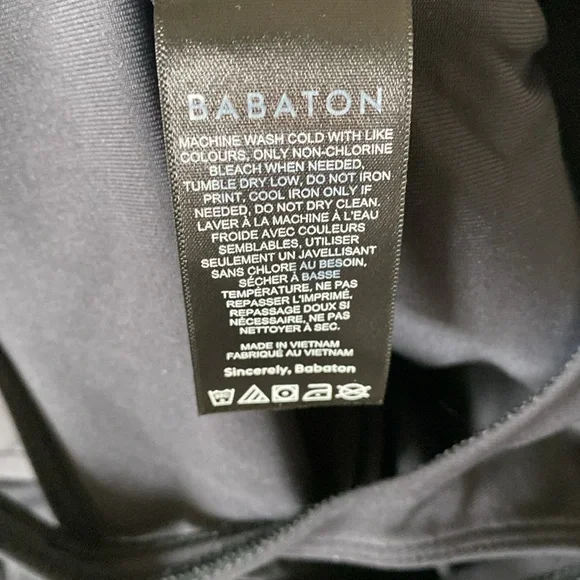 BABATON
MACHINE WASH COLD WITH LIKE
COLOURS, ONLY NON-CHLORINE
BLEACH WHEN NEEDED,
TUMBLE DRY LOW, DO NOT IRON
PRINT, COOL IRON ONLY IF
NEEDED, DO NOT DRY CLEAN.
LAVER À LA MACHINE À L'EAU
FROIDE AVEC COULEURS
SEMBLABLES, UTILISER
SEULEMENT UN JAVELLISANT
SANS CHLORE AU BESOIN,
SÉCHER À BASSE
TEMPÉRATURE, NE PAS
REPASSER L'IMPRIMÉ,
REPASSAGE DOUX SI
NÉCESSAIRE, NE PAS
NETTOYER À SEC.
MADE IN VIETNAM
FABRIQUÉ AU VIETNAM
Sincerely, Babaton